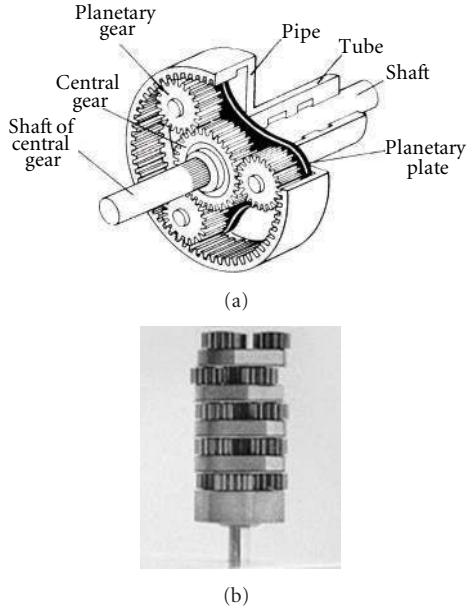 Planetary
gear
Pipe
Tube
Central
gear
Shaft
Shaft of
central
gear
Planetary
plate
(a)
(b)